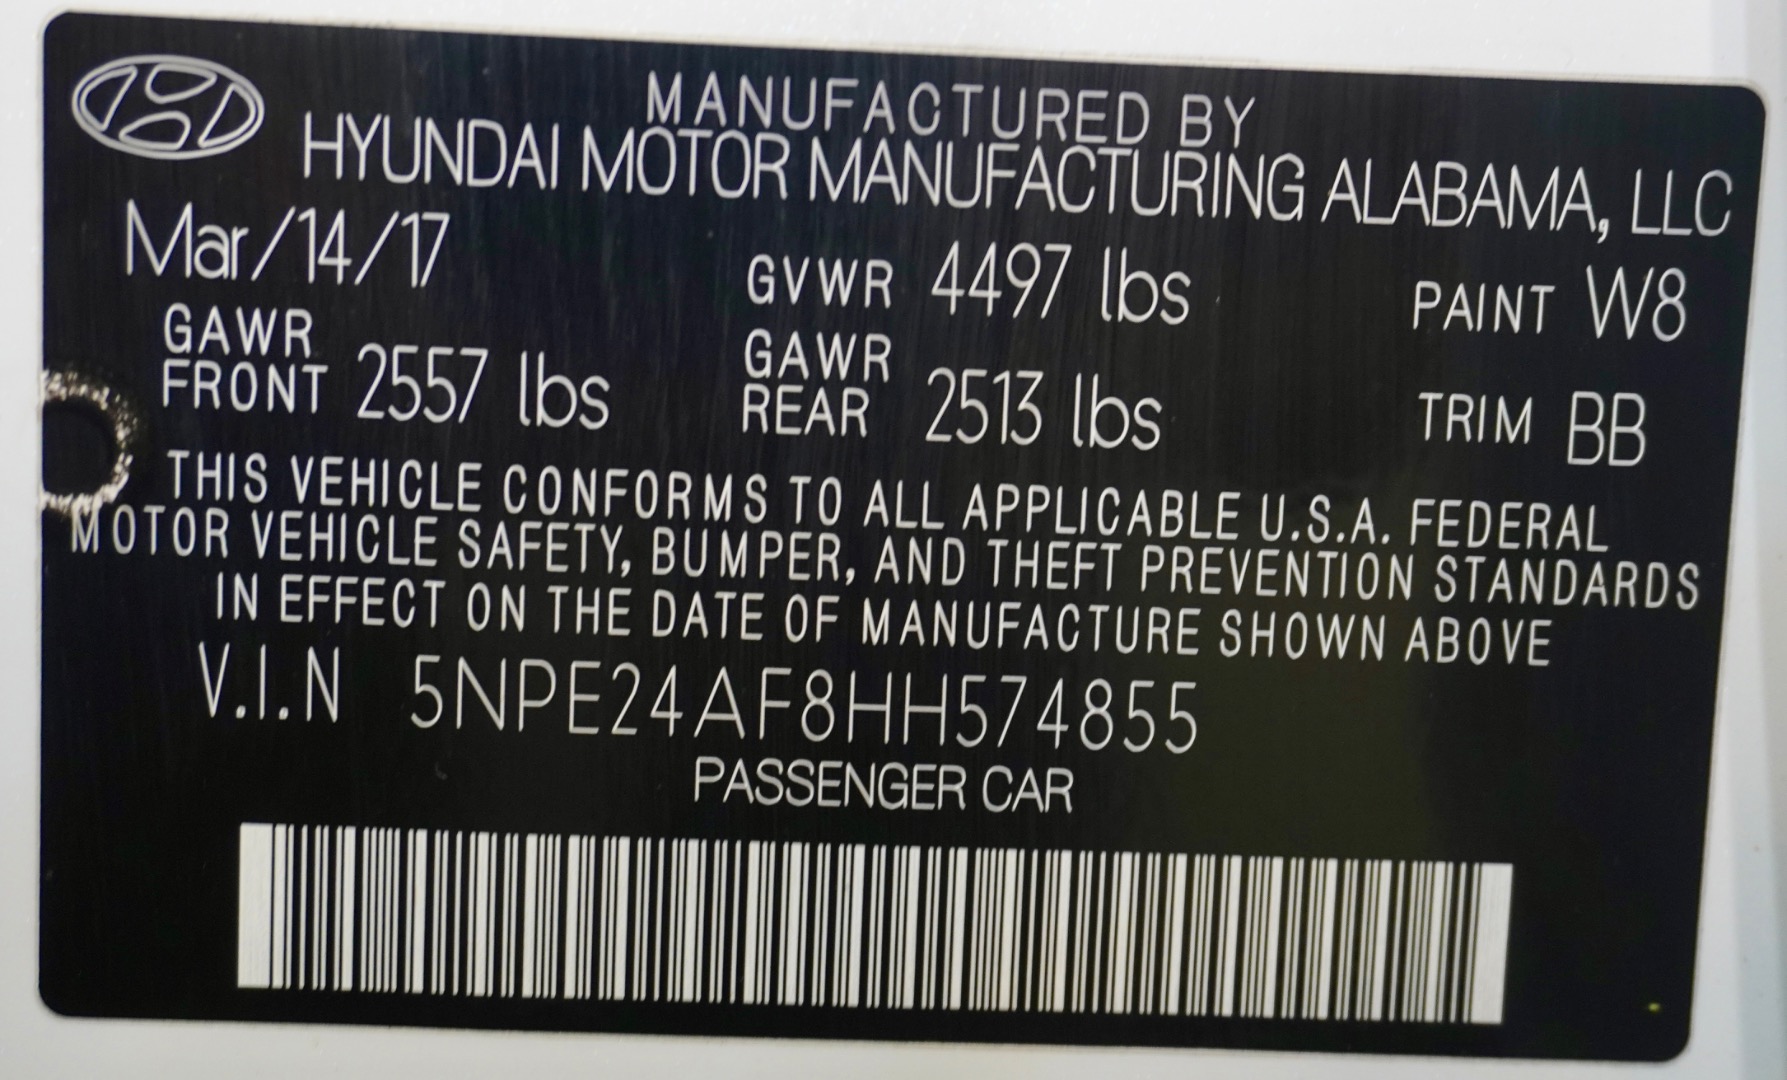 MANUFACTURED BY
HYUNDAI MOTOR MANUFACTURING ALABAMA, LLC
Mar/14/17 GVWR 4497 lbs PAINT W8
GAWR FRONT 2557 lbs GAWR REAR 2513 lbs TRIM BB
THIS VEHICLE CONFORMS TO ALL APPLICABLE U.S.A. FEDERAL
MOTOR VEHICLE SAFETY, BUMPER, AND THEFT PREVENTION STANDARDS
IN EFFECT ON THE DATE OF MANUFACTURE SHOWN ABOVE
V.I.N 5NPE24AF8HH574855
PASSENGER CAR